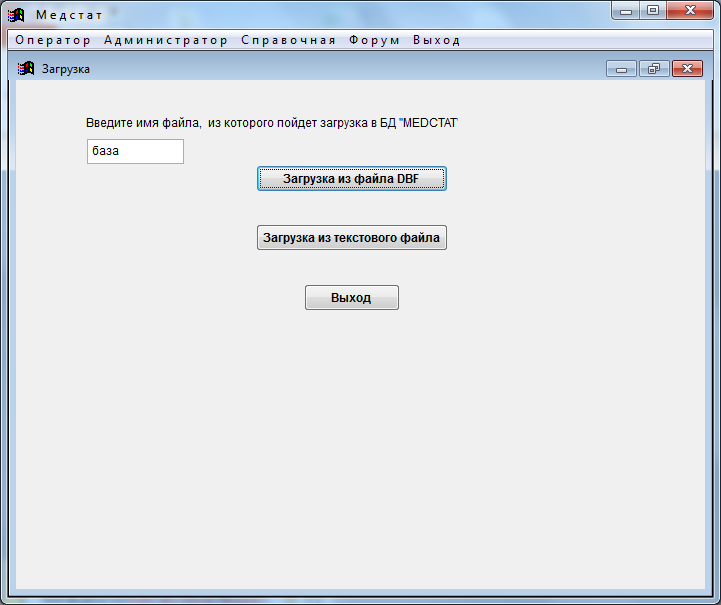 Медстат
Оператор Администратор Справочная Форум Выход
Загрузка
Введите имя файла, из которого пойдет загрузка в БД "MEDCTAT
база
Загрузка из файла DBF
Загрузка из текстового файла
Выход